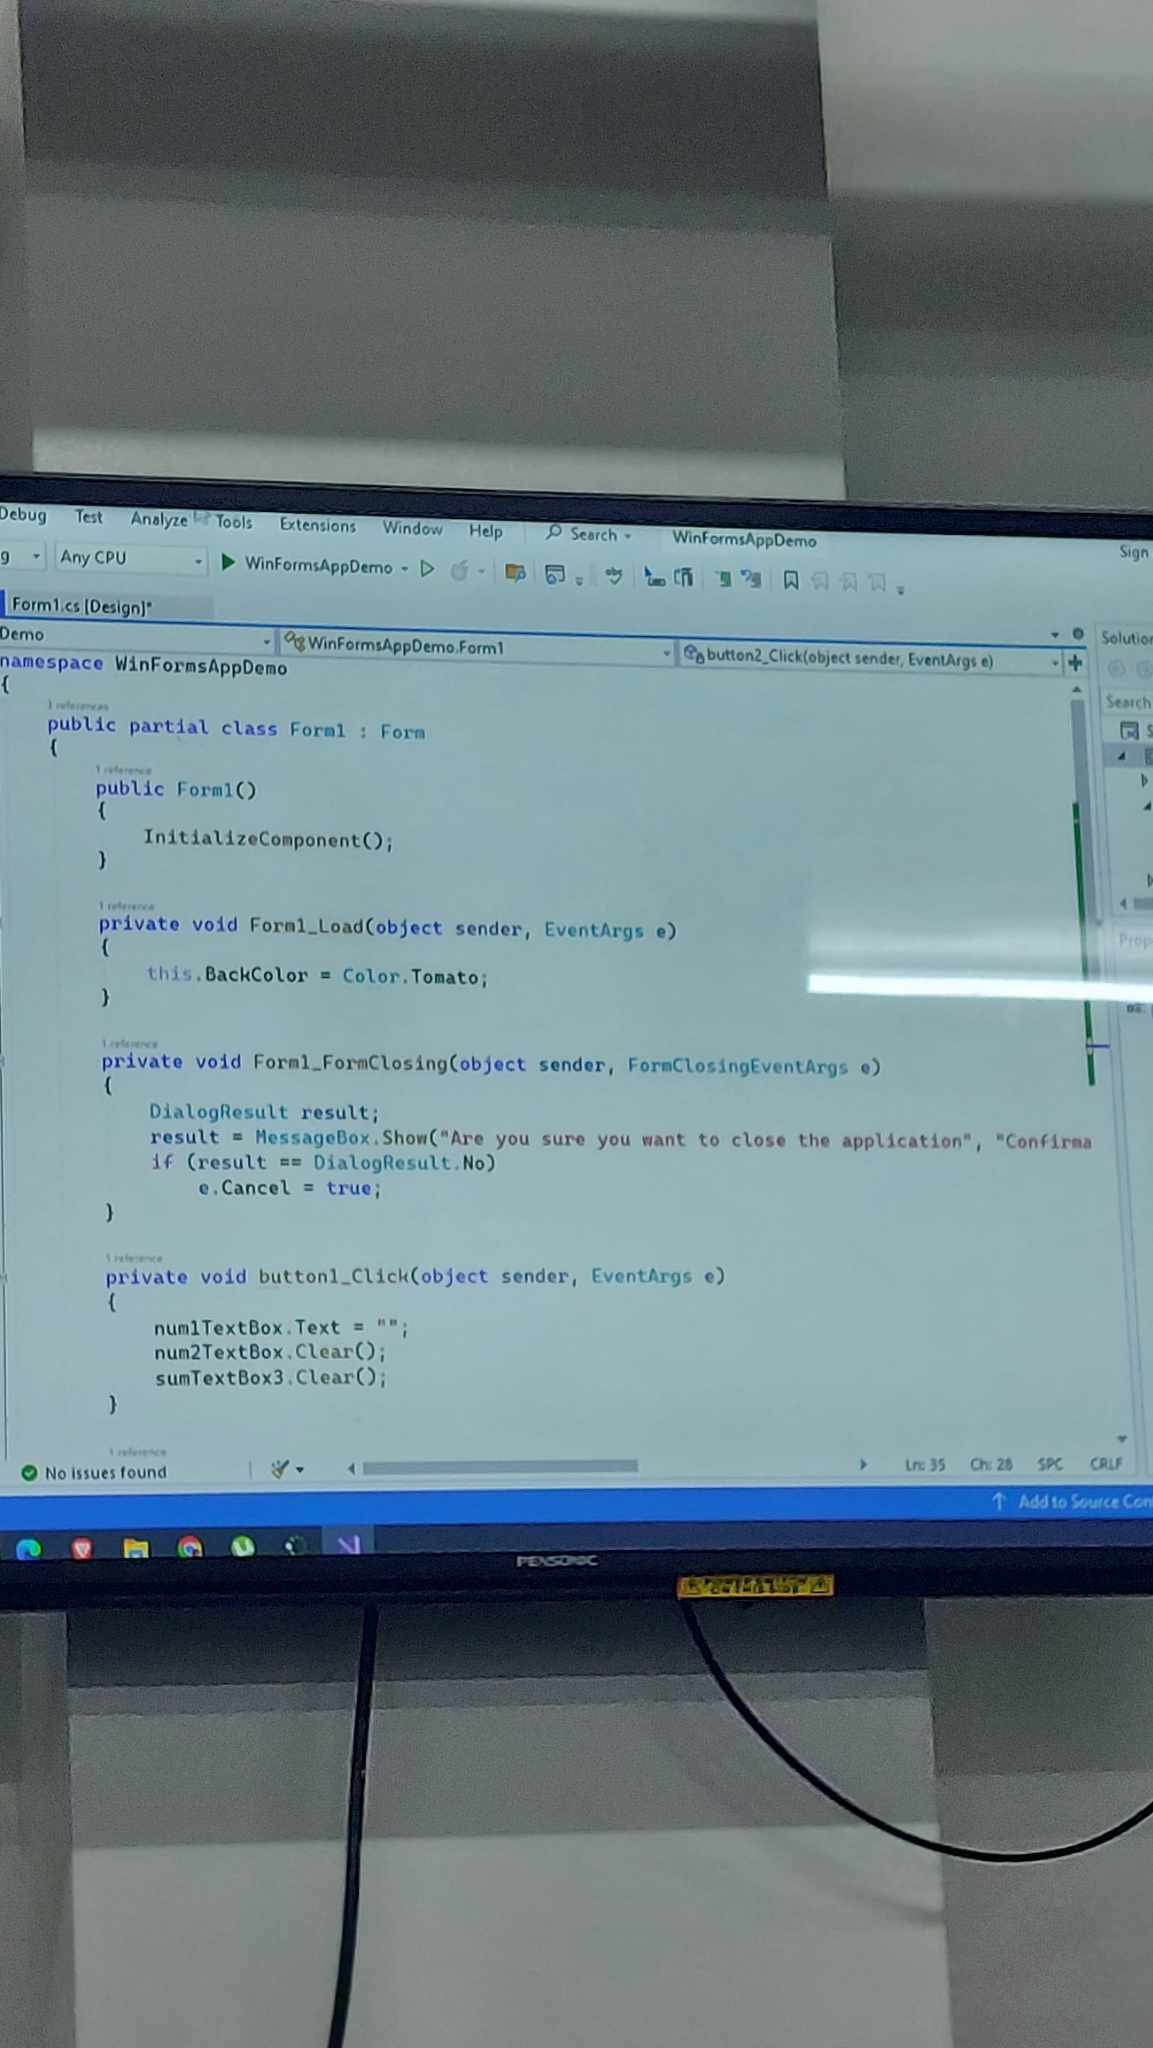 Debug Test Analyze Tools Extensions Window Help Search WinFormsAppDemo
Sign
g Any CPU WinFormsAppDemo
Form1.cs [Design]*
Demo WinFormsAppDemo.Form1 button2_Click(object sender, EventArgs e)
Solution
namespace WinFormsAppDemo
{
Search
3 references
public partial class Form1 : Form
{
1 reference
public Form1()
{
InitializeComponent();
}
1 reference
private void Form1_Load(object sender, EventArgs e)
Prop
{
this.BackColor = Color.Tomato;
}
1 reference
private void Form1_FormClosing(object sender, FormClosingEventArgs e)
{
DialogResult result;
result = MessageBox.Show("Are you sure you want to close the application", "Confirma
if (result == DialogResult.No)
e.Cancel = true;
}
1 reference
private void button1_Click(object sender, EventArgs e)
{
num1TextBox.Text = "";
num2TextBox.Clear();
sumTextBox3.Clear();
}
1 reference
No issues found Ln: 35 Ch: 28 SPC CRLF
Add to Source Con
PENSONIC